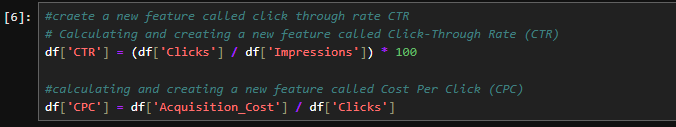 [6]: #craete a new feature called click through rate CTR
# Calculating and creating a new feature called Click-Through Rate (CTR)
df['CTR'] = (df['Clicks'] / df['Impressions']) * 100
#calculating and creating a new feature called Cost Per Click (CPC)
df['CPC'] = df['Acquisition_Cost'] / df['Clicks']